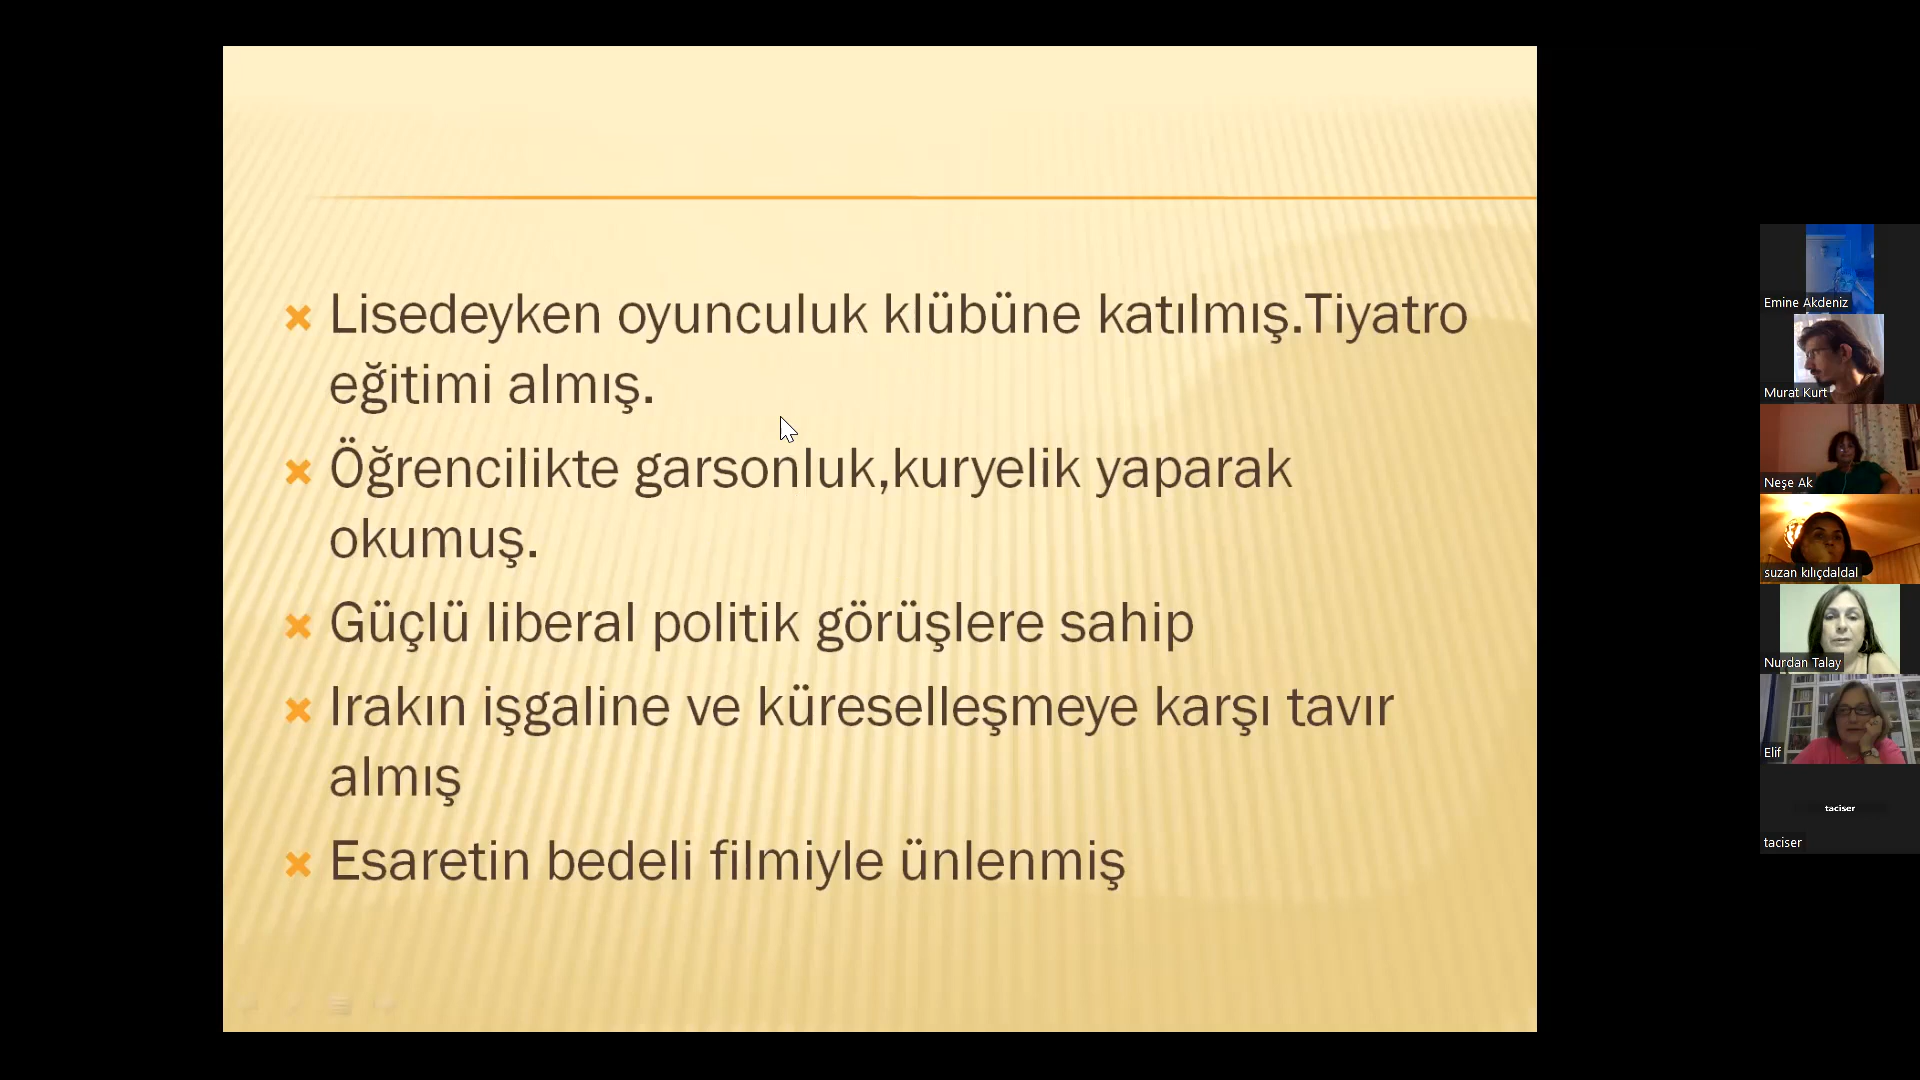 Lisedeyken oyunculuk klübüne katılmış.Tiyatro
eğitimi almış.
Öğrencilikte garsonluk,kuryelik yaparak
okumuş.
Güçlü liberal politik görüşlere sahip
Irakın işgaline ve küreselleşmeye karşı tavır
almış
Esaretin bedeli filmiyle ünlenmiş
Emine Akdeniz
Murat Kurt
Neşe Ak
suzan kılıçdaldal
Nurdan Talay
Elif
taciser
taciser